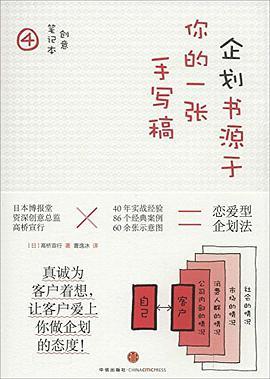 企划书源于
你的一张
手写稿
创意
笔记本
4
日本博报堂
资深创意总监
高桥宣行
×
40年实战经验
86个经典案例
60余张示意图
=
恋爱型
企划法
[日] 高桥宣行 著 曹逸冰 译
真诚为
客户着想,
让客户爱上
你做企划
的态度!
自己
客户
公司内部的情况
消费人群的情况
市场的情况
社会的情况
中信出版社·CHINACITICPRESS